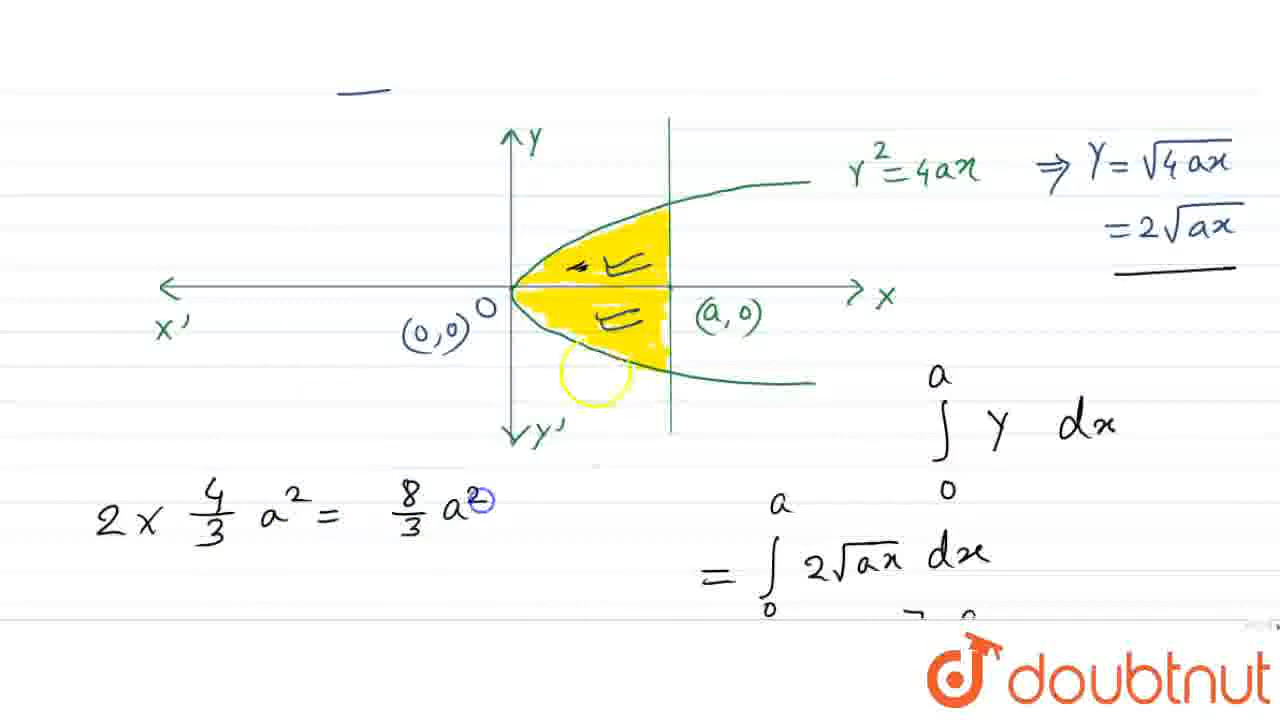 Y
Y² = 4ax ⇒ Y = √4ax
= 2√ax
X' (0,0) O (a,0) X
Y'
a
∫ y dx
0
2 × 4/3 a² = 8/3 a²
a
= ∫ 2√ax dx
0
doubtnut